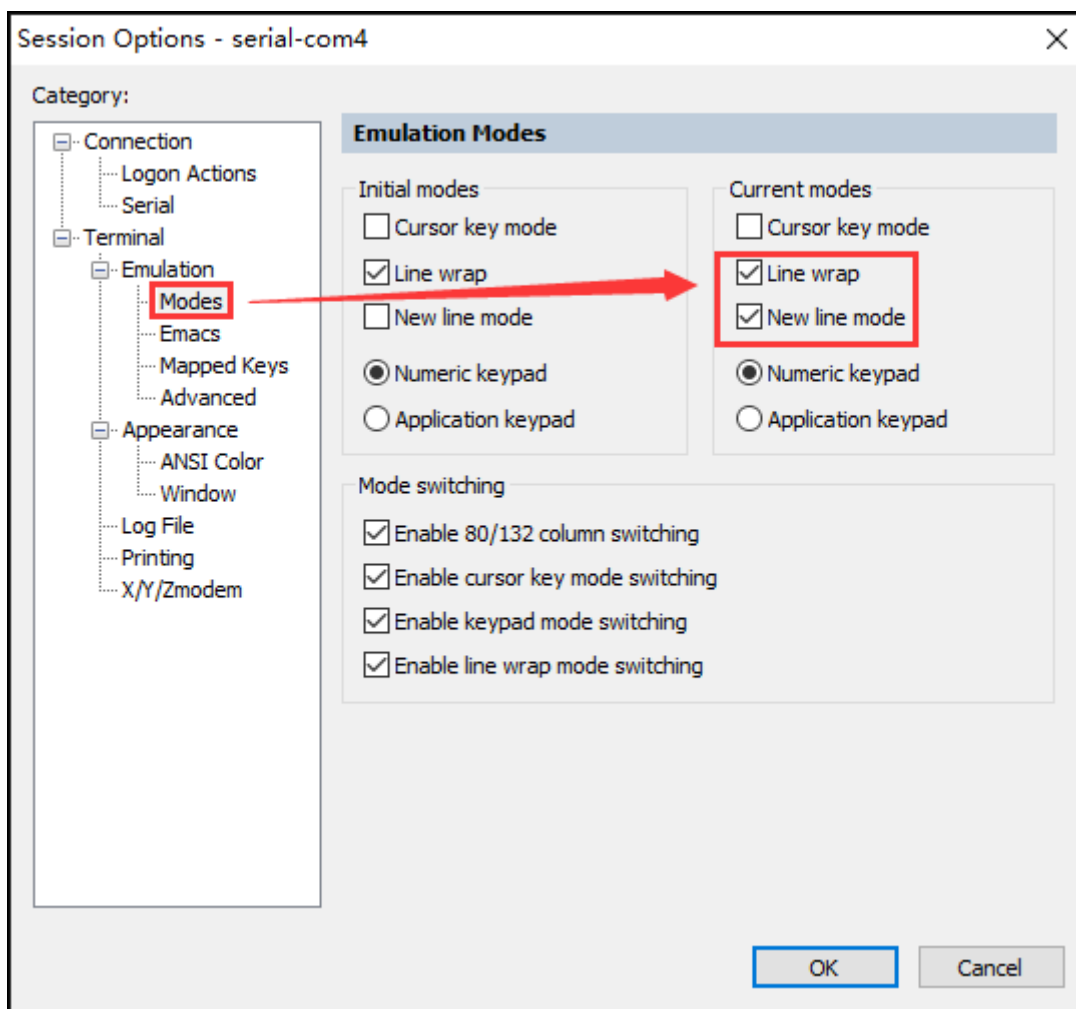 Session Options - serial-com4
Category:
Connection
Logon Actions
Serial
Terminal
Emulation
Modes
Emacs
Mapped Keys
Advanced
Appearance
ANSI Color
Window
Log File
Printing
X/Y/Zmodem
Emulation Modes
Initial modes
Cursor key mode
Line wrap
New line mode
Numeric keypad
Application keypad
Current modes
Cursor key mode
Line wrap
New line mode
Numeric keypad
Application keypad
Mode switching
Enable 80/132 column switching
Enable cursor key mode switching
Enable keypad mode switching
Enable line wrap mode switching
OK
Cancel